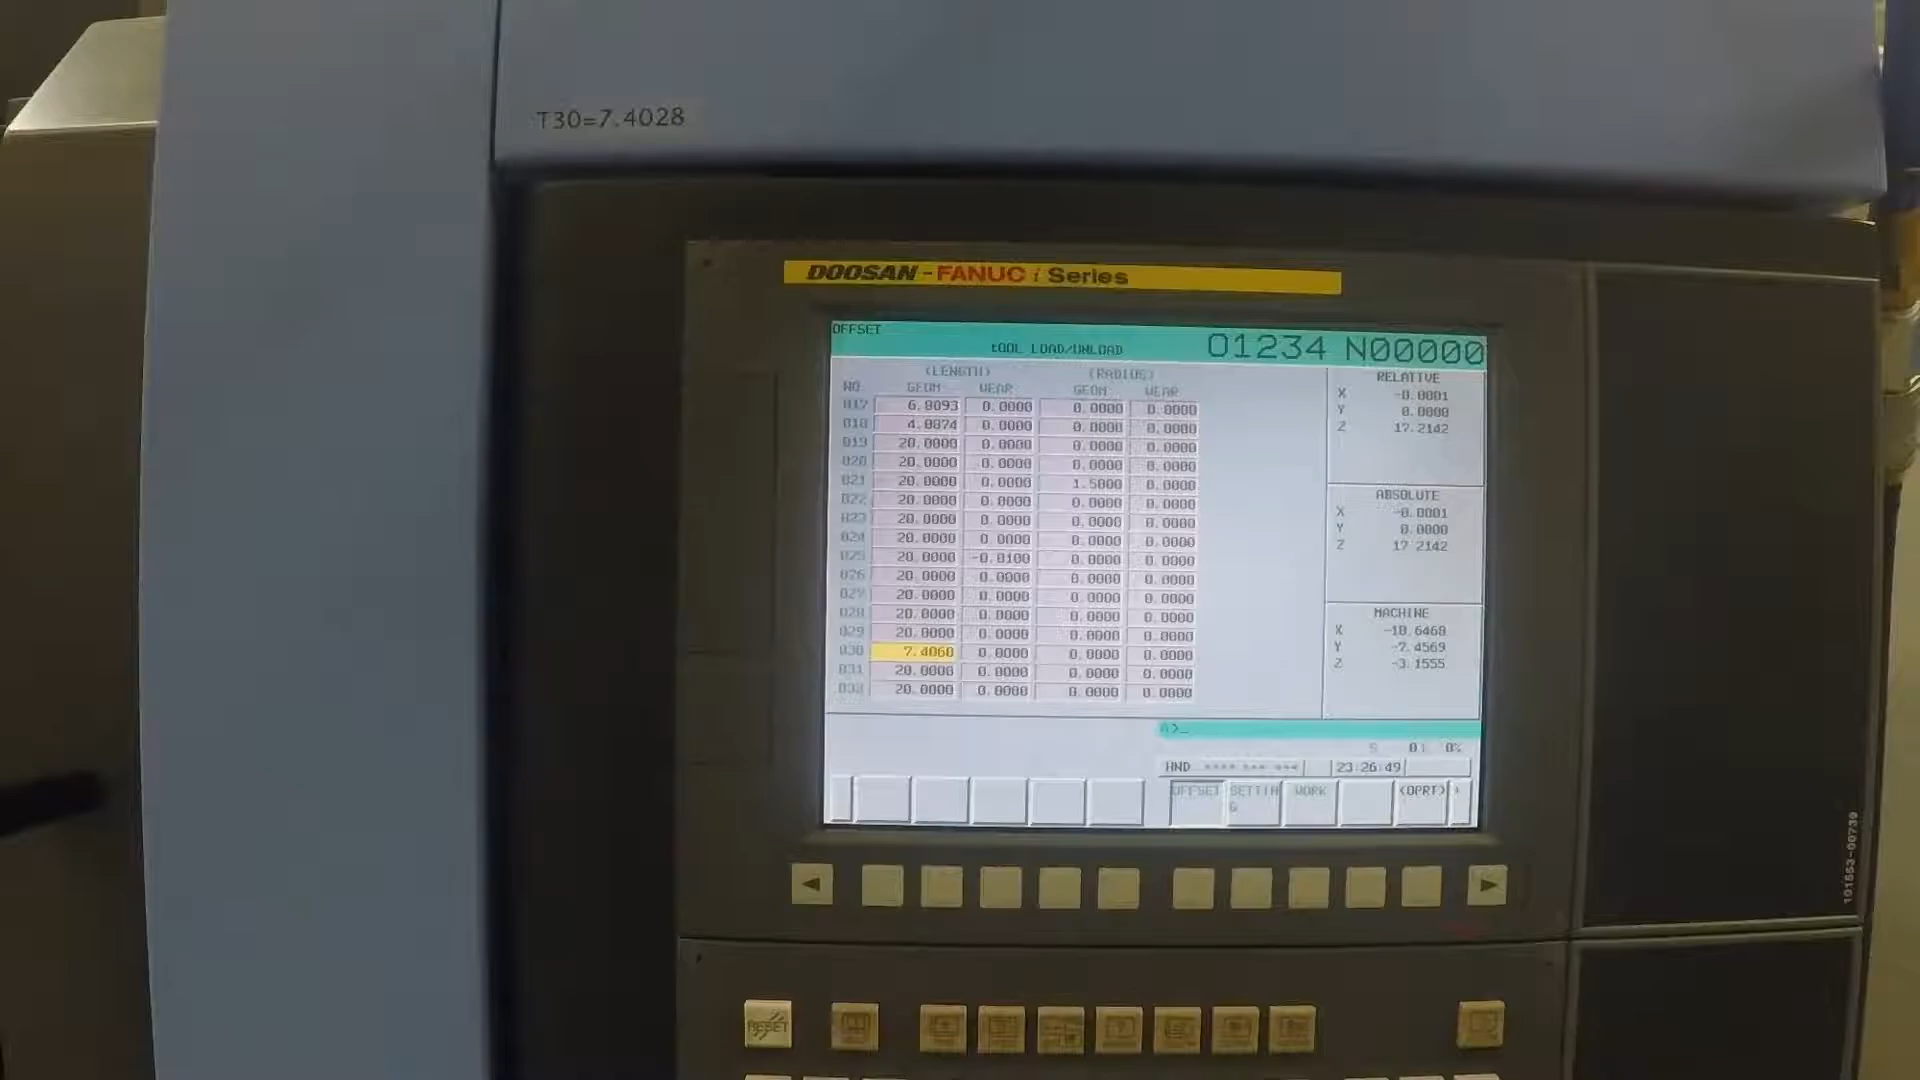 T30=7.4028
DOOSAN-FANUC i Series
OFFSET
tOOL LOAD/UNLOAD
O1234 N00000
(LENGTH) (RADIUS)
NO. GEOM WEAR GEOM WEAR
017 6.8093 0.0000 0.0000 0.0000
018 4.0874 0.0000 0.0000 0.0000
019 20.0000 0.0000 0.0000 0.0000
020 20.0000 0.0000 0.0000 0.0000
021 20.0000 0.0000 1.5000 0.0000
022 20.0000 0.0000 0.0000 0.0000
023 20.0000 0.0000 0.0000 0.0000
024 20.0000 0.0000 0.0000 0.0000
025 20.0000 -0.0100 0.0000 0.0000
026 20.0000 0.0000 0.0000 0.0000
027 20.0000 0.0000 0.0000 0.0000
028 20.0000 0.0000 0.0000 0.0000
029 20.0000 0.0000 0.0000 0.0000
030 7.4060 0.0000 0.0000 0.0000
031 20.0000 0.0000 0.0000 0.0000
032 20.0000 0.0000 0.0000 0.0000
RELATIVE
X -0.0001
Y 0.0000
Z 17.2142
ABSOLUTE
X -0.0001
Y 0.0000
Z 17.2142
MACHINE
X -18.6460
Y -7.4569
Z -3.1555
A>_
S 0 0%
HND **** *** *** 23:26:49
OFFSET SETTING WORK (OPRT) +
RESET
101553-00739